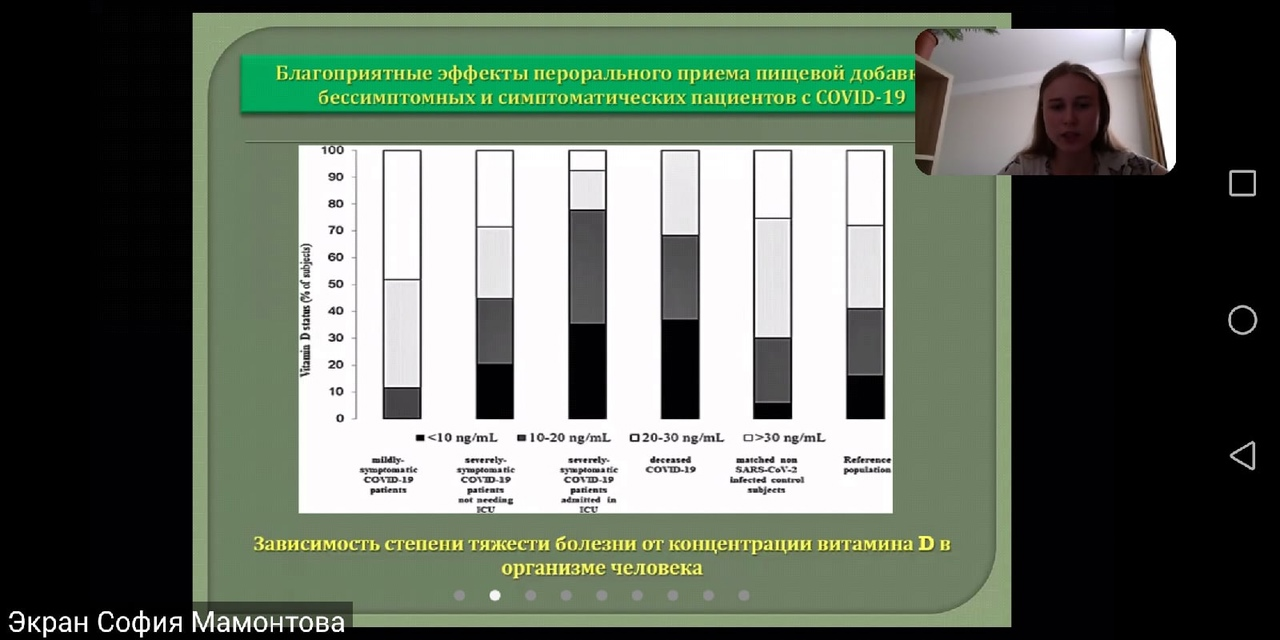 Благоприятные эффекты перорального приема пищевой добав
бессимптомных и симптоматических пациентов с COVID-19
100
90
80
70
60
50
40
30
20
10
0
Vitamin D status (% of subjects)
<10 ng/mL 10-20 ng/mL 20-30 ng/mL >30 ng/mL
mildly-
symptomatic
COVID-19
patients
severely-
symptomatic
COVID-19
patients
not needing
ICU
severely-
symptomatic
COVID-19
patients
admitted in
ICU
deceased
COVID-19
matched non
SARS-CoV-2
infected control
subjects
Reference
population
Зависимость степени тяжести болезни от концентрации витамина D в
организме человека
Экран София Мамонтова